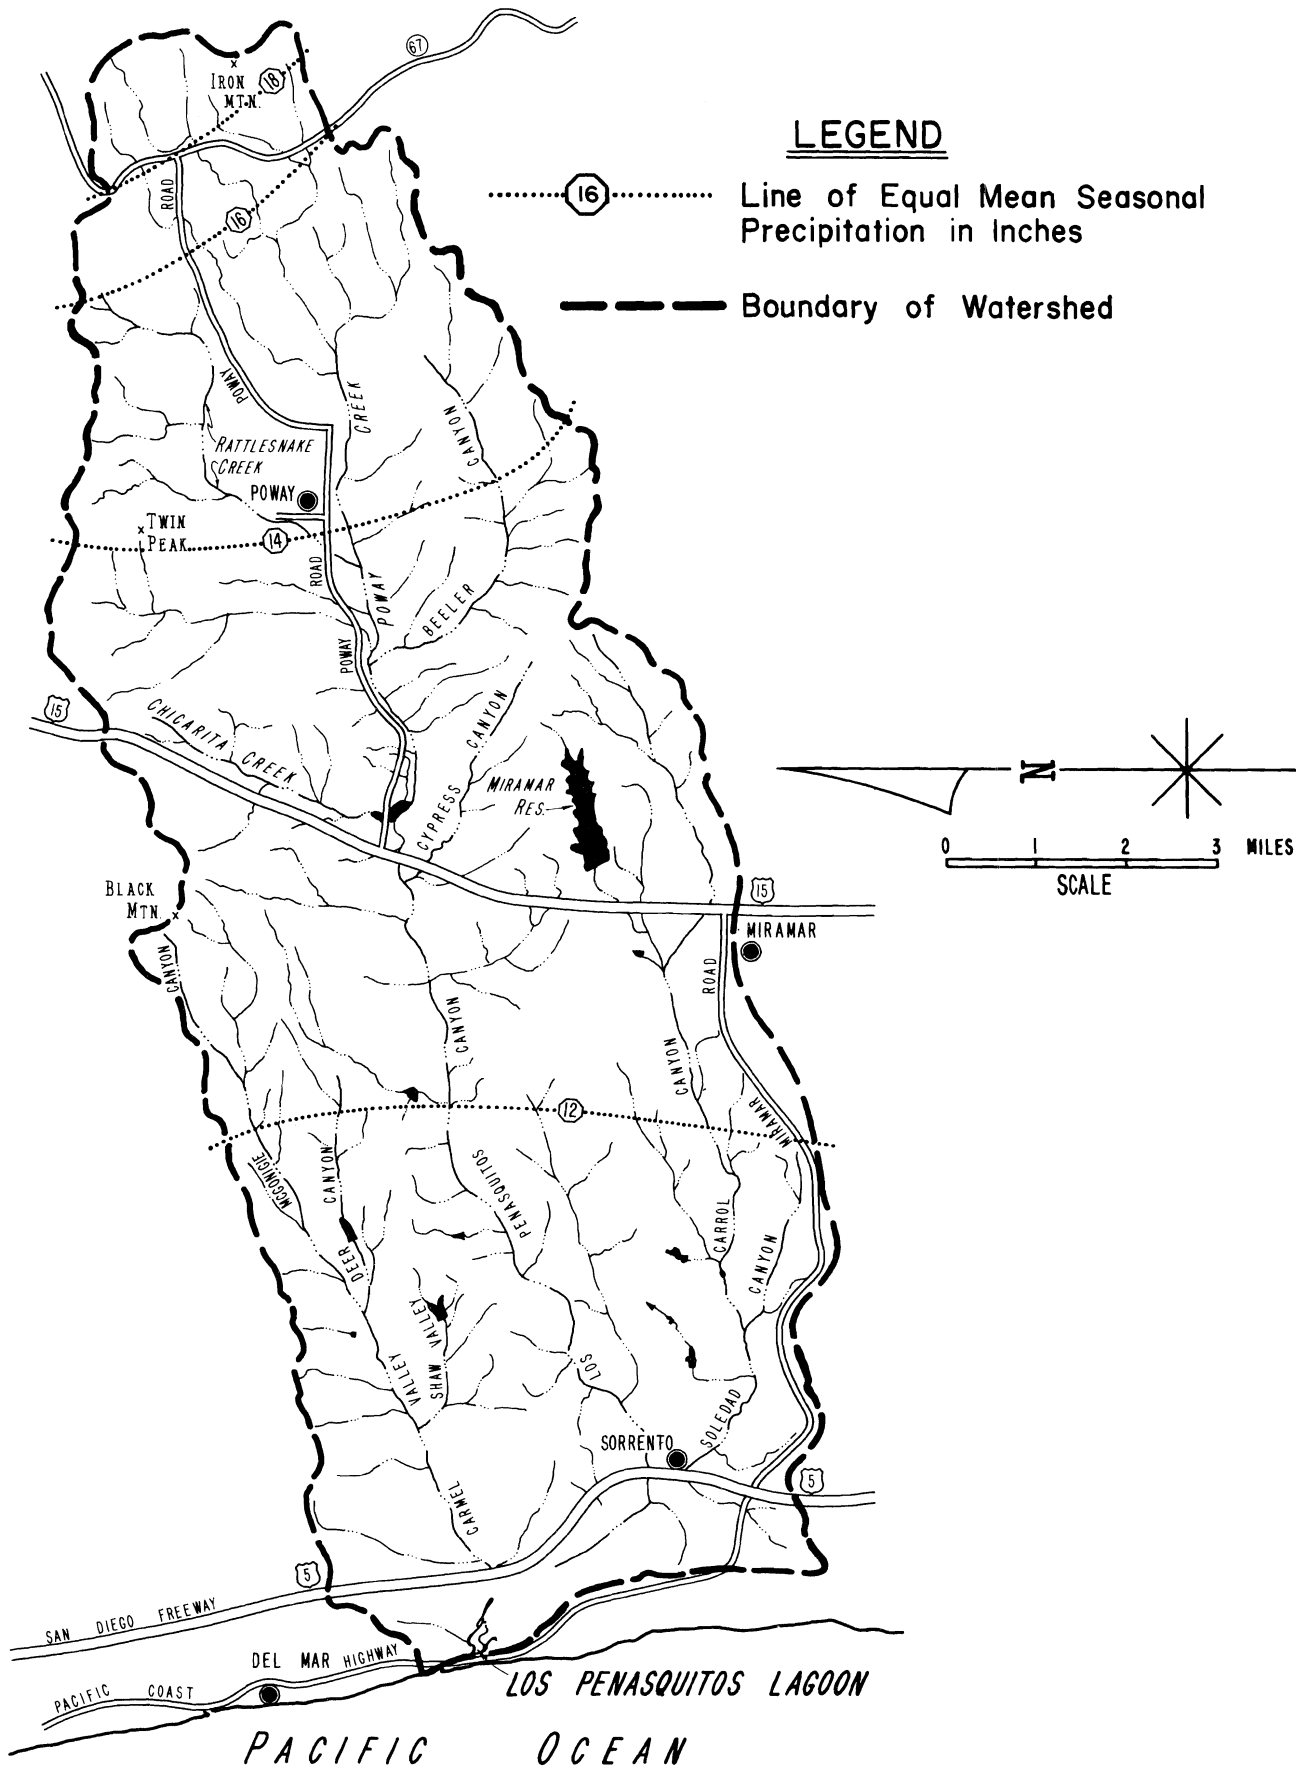 67
IRON
MT-N.
18
LEGEND
16
Line of Equal Mean Seasonal
Precipitation in Inches
Boundary of Watershed
ROAD
16
POWAY
CREEK
CANYON
RATTLESNAKE
CREEK
POWAY
TWIN
PEAK
14
ROAD
POWAY
BEELER
POWAY
15
CHICARITA CREEK
CYPRESS CANYON
MIRAMAR
RES.
N
0 1 2 3 MILES
SCALE
BLACK
MTN.
15
MIRAMAR
CANYON
ROAD
CANYON
CANYON
12
MIRAMAR
MCGONIGIE
CANYON
PENASQUITOS
CARROL
CANYON
DEER
SHAW VALLEY
VALLEY
LOS
SOLEDAD
SORRENTO
5
CARMEL
5
SAN DIEGO FREEWAY
DEL MAR HIGHWAY
PACIFIC COAST
LOS PENASQUITOS LAGOON
PACIFIC OCEAN